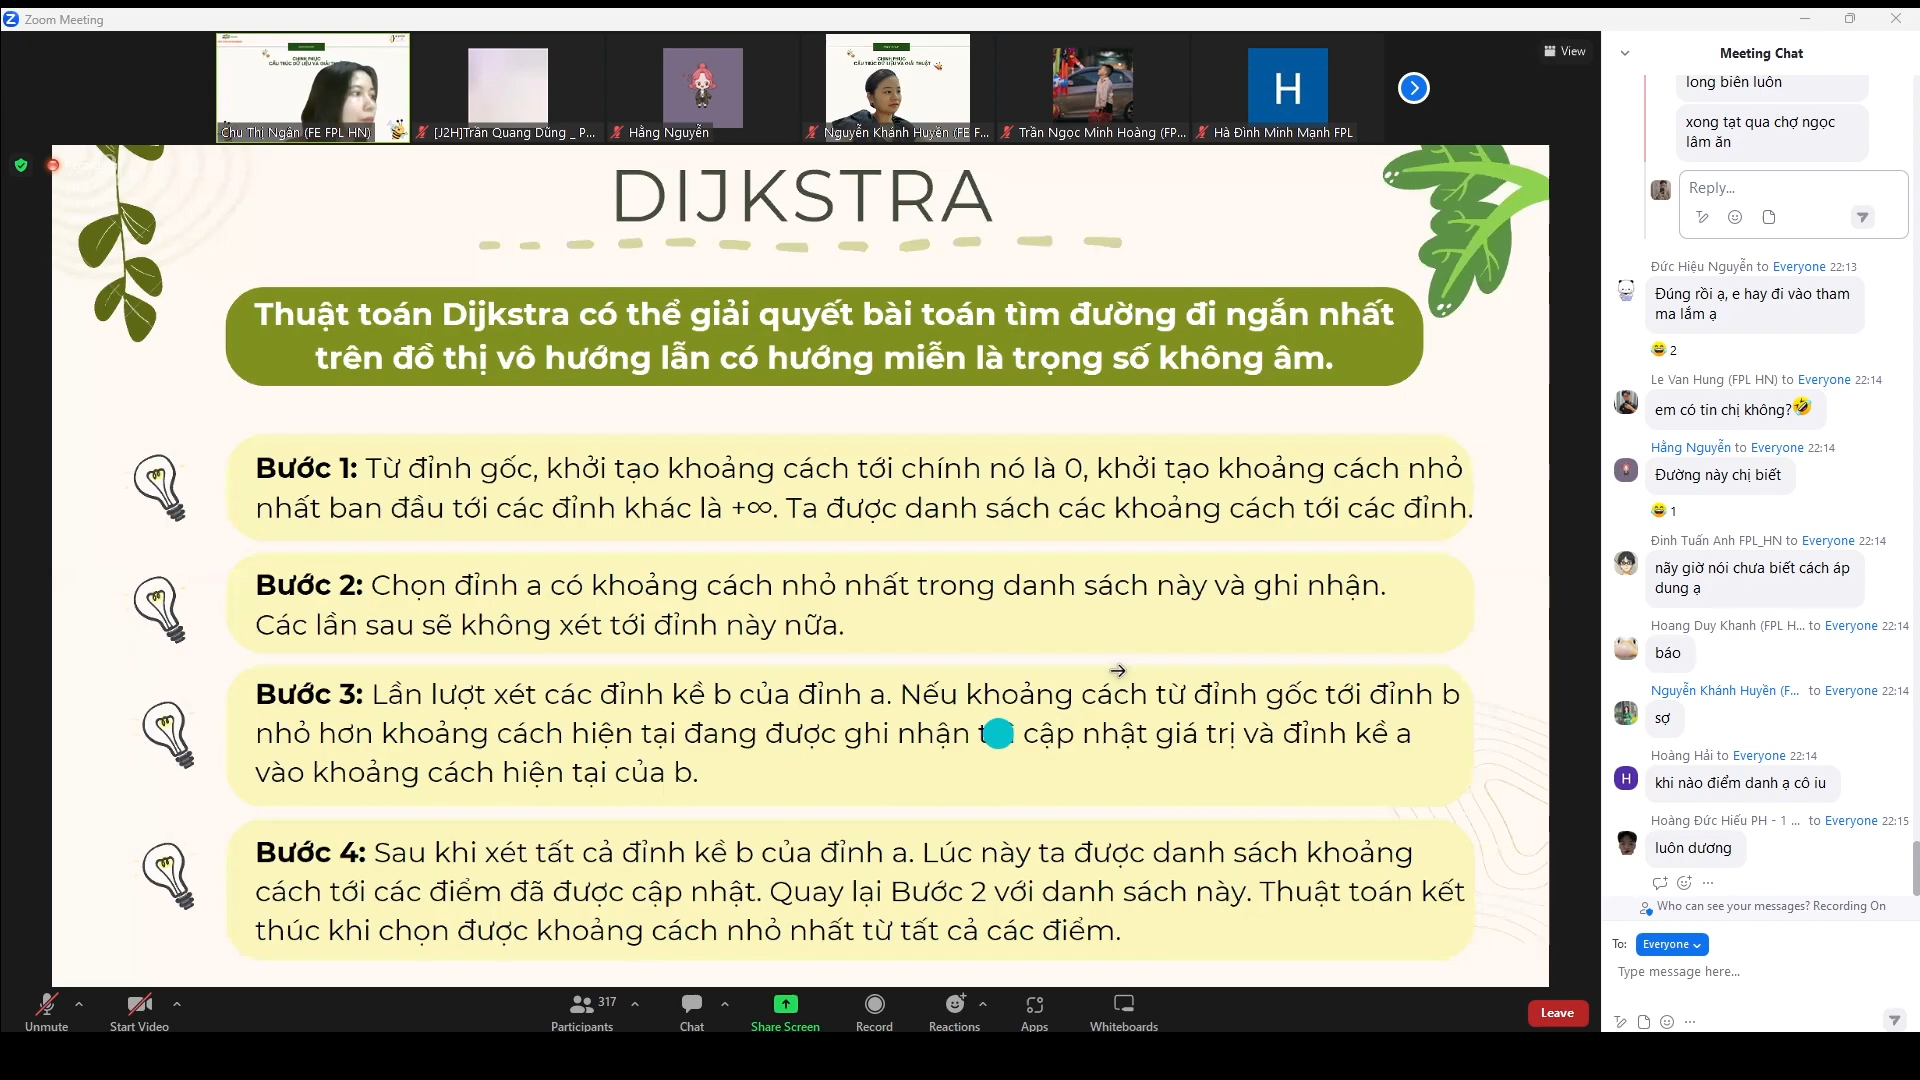 Zoom Meeting
Chu Thị Ngân (FE FPL HN)
[J2H]Trần Quang Dũng _ P...
Hằng Nguyễn
Nguyễn Khánh Huyền (FE F...
Trần Ngọc Minh Hoàng (FP...
H
Hà Đình Minh Mạnh FPL
View
DIJKSTRA
Thuật toán Dijkstra có thể giải quyết bài toán tìm đường đi ngắn nhất
trên đồ thị vô hướng lẫn có hướng miễn là trọng số không âm.
Bước 1: Từ đỉnh gốc, khởi tạo khoảng cách tới chính nó là 0, khởi tạo khoảng cách nhỏ
nhất ban đầu tới các đỉnh khác là +∞. Ta được danh sách các khoảng cách tới các đỉnh.
Bước 2: Chọn đỉnh a có khoảng cách nhỏ nhất trong danh sách này và ghi nhận.
Các lần sau sẽ không xét tới đỉnh này nữa.
Bước 3: Lần lượt xét các đỉnh kề b của đỉnh a. Nếu khoảng cách từ đỉnh gốc tới đỉnh b
nhỏ hơn khoảng cách hiện tại đang được ghi nhận cập nhật giá trị và đỉnh kề a
vào khoảng cách hiện tại của b.
Bước 4: Sau khi xét tất cả đỉnh kề b của đỉnh a. Lúc này ta được danh sách khoảng
cách tới các điểm đã được cập nhật. Quay lại Bước 2 với danh sách này. Thuật toán kết
thúc khi chọn được khoảng cách nhỏ nhất từ tất cả các điểm.
Unmute
Start Video
317
Participants
Chat
Share Screen
Record
Reactions
Apps
Whiteboards
Leave
Meeting Chat
long biên luôn
xong tạt qua chợ ngọc
lâm ăn
Reply...
Đức Hiệu Nguyễn to Everyone 22:13
Đúng rồi ạ, e hay đi vào tham
ma lắm ạ
2
Le Van Hung (FPL HN) to Everyone 22:14
em có tin chị không?
Hằng Nguyễn to Everyone 22:14
Đường này chị biết
1
Đinh Tuấn Anh FPL_HN to Everyone 22:14
nãy giờ nói chưa biết cách áp
dung ạ
Hoang Duy Khanh (FPL H... to Everyone 22:14
báo
Nguyễn Khánh Huyền (F... to Everyone 22:14
sợ
Hoàng Hải to Everyone 22:14
H
khi nào điểm danh ạ cô iu
Hoàng Đức Hiếu PH - 1 ... to Everyone 22:15
luôn dương
Who can see your messages? Recording On
To: Everyone
Type message here...